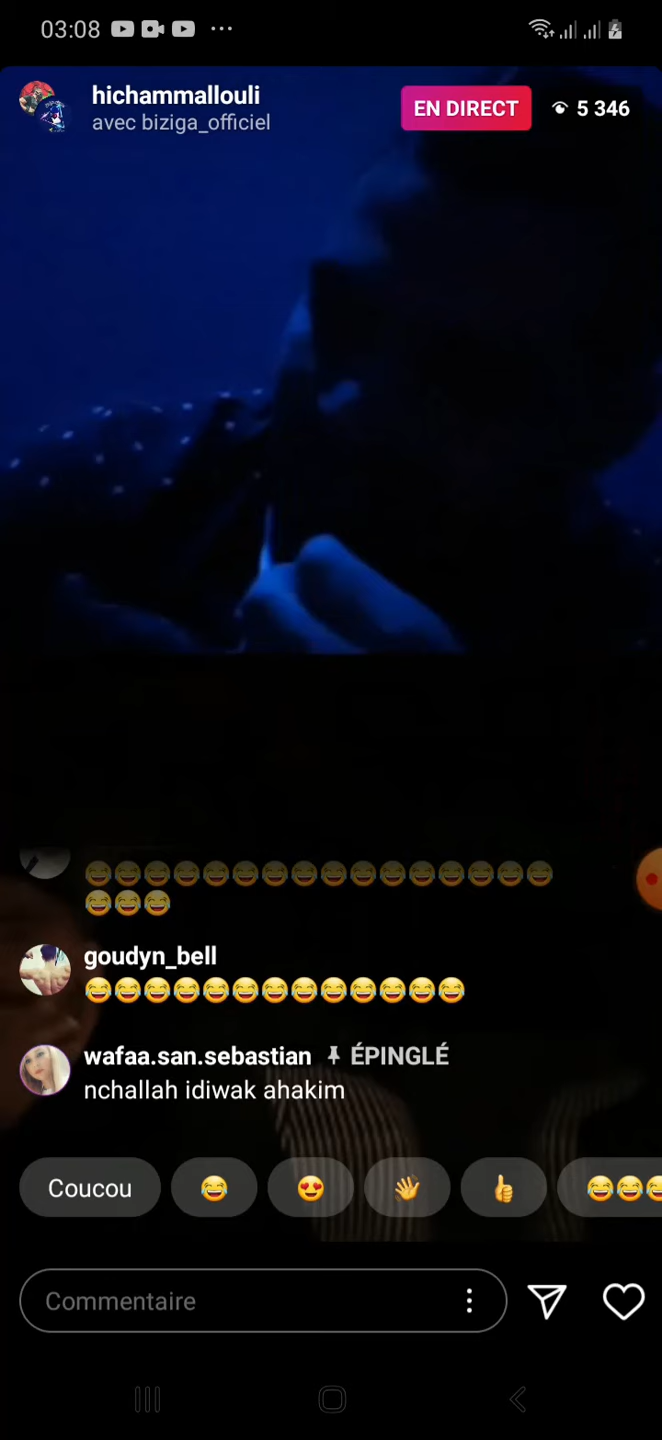 03:08
hichammallouli
EN DIRECT
5 346
avec biziga_officiel
😂😂😂😂😂😂😂😂😂😂😂😂😂😂😂😂
😂😂😂
goudyn_bell
😂😂😂😂😂😂😂😂😂😂😂😂😂
wafaa.san.sebastian ÉPINGLÉ
nchallah idiwak ahakim
Coucou 😂 😍 👋 👍 😂😂😂
Commentaire